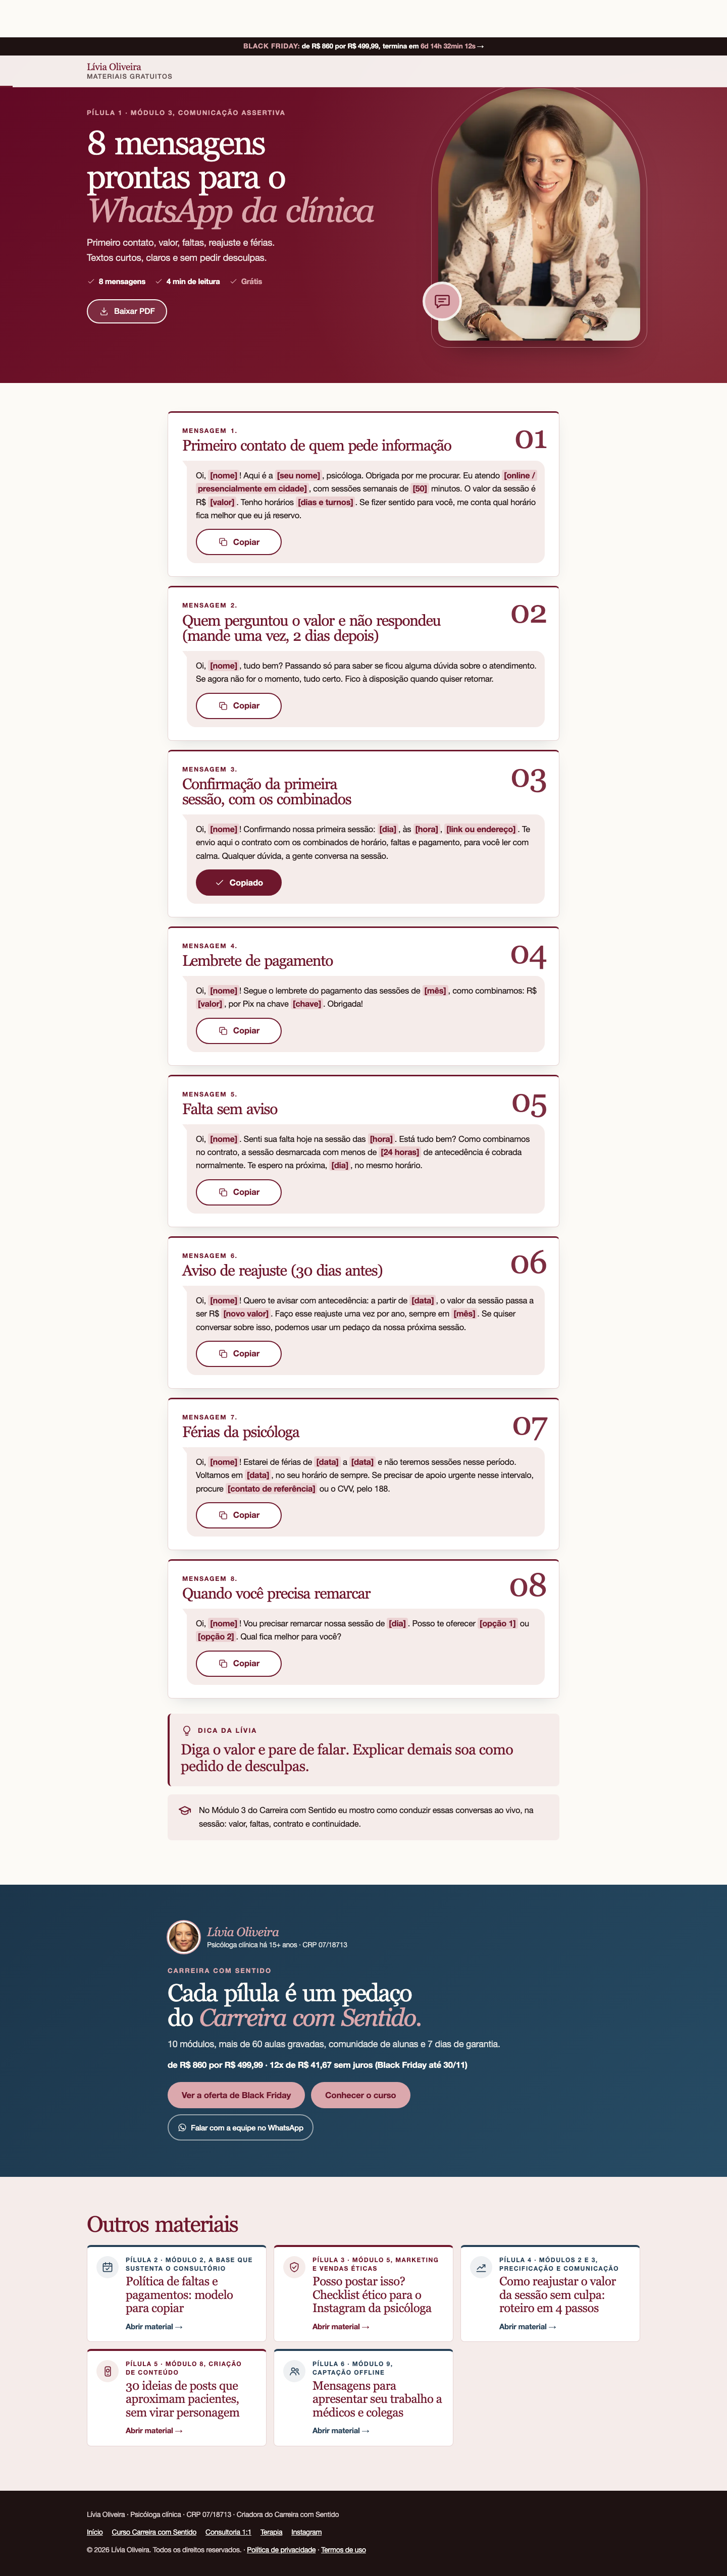 BLACK FRIDAY: de R$ 860 por R$ 499,99, termina em 6d 14h 32min 12s →
Lívia Oliveira
MATERIAIS GRATUITOS
PÍLULA 1 · MÓDULO 3, COMUNICAÇÃO ASSERTIVA
8 mensagens
prontas para o
WhatsApp da clínica
Primeiro contato, valor, faltas, reajuste e férias.
Textos curtos, claros e sem pedir desculpas.
8 mensagens 4 min de leitura Grátis
Baixar PDF
MENSAGEM 1.
Primeiro contato de quem pede informação
01
Oi, [nome]! Aqui é a [seu nome], psicóloga. Obrigada por me procurar. Eu atendo [online /
presencialmente em cidade], com sessões semanais de [50] minutos. O valor da sessão é
R$ [valor]. Tenho horários [dias e turnos]. Se fizer sentido para você, me conta qual horário
fica melhor que eu já reservo.
Copiar
MENSAGEM 2.
Quem perguntou o valor e não respondeu
(mande uma vez, 2 dias depois)
02
Oi, [nome], tudo bem? Passando só para saber se ficou alguma dúvida sobre o atendimento.
Se agora não for o momento, tudo certo. Fico à disposição quando quiser retomar.
Copiar
MENSAGEM 3.
Confirmação da primeira
sessão, com os combinados
03
Oi, [nome]! Confirmando nossa primeira sessão: [dia], às [hora], [link ou endereço]. Te
envio aqui o contrato com os combinados de horário, faltas e pagamento, para você ler com
calma. Qualquer dúvida, a gente conversa na sessão.
Copiado
MENSAGEM 4.
Lembrete de pagamento
04
Oi, [nome]! Segue o lembrete do pagamento das sessões de [mês], como combinamos: R$
[valor], por Pix na chave [chave]. Obrigada!
Copiar
MENSAGEM 5.
Falta sem aviso
05
Oi, [nome]. Senti sua falta hoje na sessão das [hora]. Está tudo bem? Como combinamos
no contrato, a sessão desmarcada com menos de [24 horas] de antecedência é cobrada
normalmente. Te espero na próxima, [dia], no mesmo horário.
Copiar
MENSAGEM 6.
Aviso de reajuste (30 dias antes)
06
Oi, [nome]! Quero te avisar com antecedência: a partir de [data], o valor da sessão passa a
ser R$ [novo valor]. Faço esse reajuste uma vez por ano, sempre em [mês]. Se quiser
conversar sobre isso, podemos usar um pedaço da nossa próxima sessão.
Copiar
MENSAGEM 7.
Férias da psicóloga
07
Oi, [nome]! Estarei de férias de [data] a [data] e não teremos sessões nesse período.
Voltamos em [data], no seu horário de sempre. Se precisar de apoio urgente nesse intervalo,
procure [contato de referência] ou o CVV, pelo 188.
Copiar
MENSAGEM 8.
Quando você precisa remarcar
08
Oi, [nome]! Vou precisar remarcar nossa sessão de [dia]. Posso te oferecer [opção 1] ou
[opção 2]. Qual fica melhor para você?
Copiar
DICA DA LÍVIA
Diga o valor e pare de falar. Explicar demais soa como
pedido de desculpas.
No Módulo 3 do Carreira com Sentido eu mostro como conduzir essas conversas ao vivo, na
sessão: valor, faltas, contrato e continuidade.
Lívia Oliveira
Psicóloga clínica há 15+ anos · CRP 07/18713
CARREIRA COM SENTIDO
Cada pílula é um pedaço
do Carreira com Sentido.
10 módulos, mais de 60 aulas gravadas, comunidade de alunas e 7 dias de garantia.
de R$ 860 por R$ 499,99 · 12x de R$ 41,67 sem juros (Black Friday até 30/11)
Ver a oferta de Black Friday Conhecer o curso
Falar com a equipe no WhatsApp
Outros materiais
PÍLULA 2 · MÓDULO 2, A BASE QUE
SUSTENTA O CONSULTÓRIO
Política de faltas e
pagamentos: modelo
para copiar
Abrir material →
PÍLULA 3 · MÓDULO 5, MARKETING
E VENDAS ÉTICAS
Posso postar isso?
Checklist ético para o
Instagram da psicóloga
Abrir material →
PÍLULA 4 · MÓDULOS 2 E 3,
PRECIFICAÇÃO E COMUNICAÇÃO
Como reajustar o valor
da sessão sem culpa:
roteiro em 4 passos
Abrir material →
PÍLULA 5 · MÓDULO 8, CRIAÇÃO
DE CONTEÚDO
30 ideias de posts que
aproximam pacientes,
sem virar personagem
Abrir material →
PÍLULA 6 · MÓDULO 9,
CAPTAÇÃO OFFLINE
Mensagens para
apresentar seu trabalho a
médicos e colegas
Abrir material →
Lívia Oliveira · Psicóloga clínica · CRP 07/18713 · Criadora do Carreira com Sentido
Início Curso Carreira com Sentido Consultoria 1:1 Terapia Instagram
© 2026 Lívia Oliveira. Todos os direitos reservados. · Política de privacidade · Termos de uso